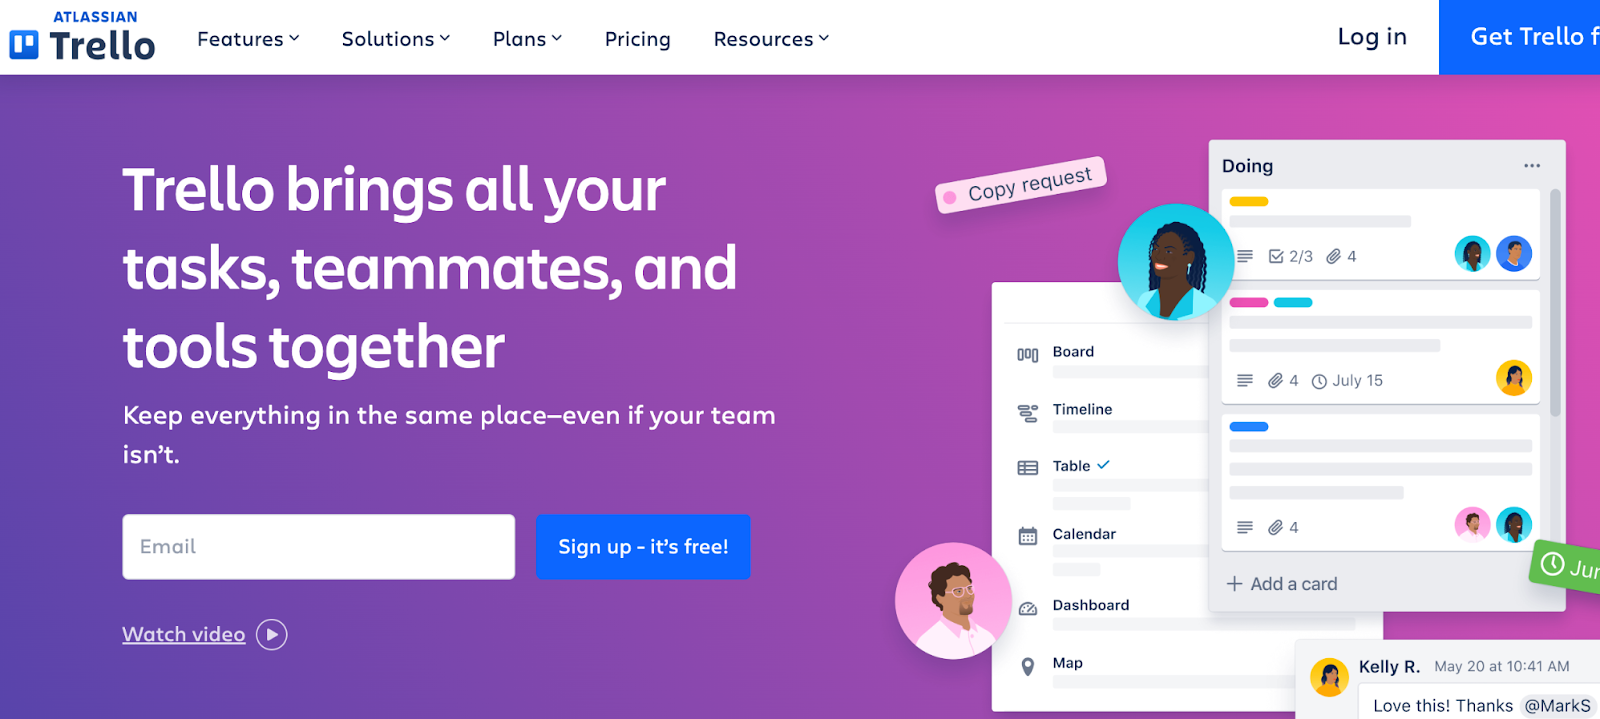 ATLASSIAN
Trello
Features
Solutions
Plans
Pricing
Resources
Log in
Get Trello f
Trello brings all your
tasks, teammates, and
tools together
Keep everything in the same place—even if your team
isn't.
Email
Sign up - it's free!
Watch video
Copy request
Board
Timeline
Table
Calendar
Dashboard
Map
Doing
2/3 4
4 July 15
4
Add a card
Jun
Kelly R. May 20 at 10:41 AM
Love this! Thanks @MarkS